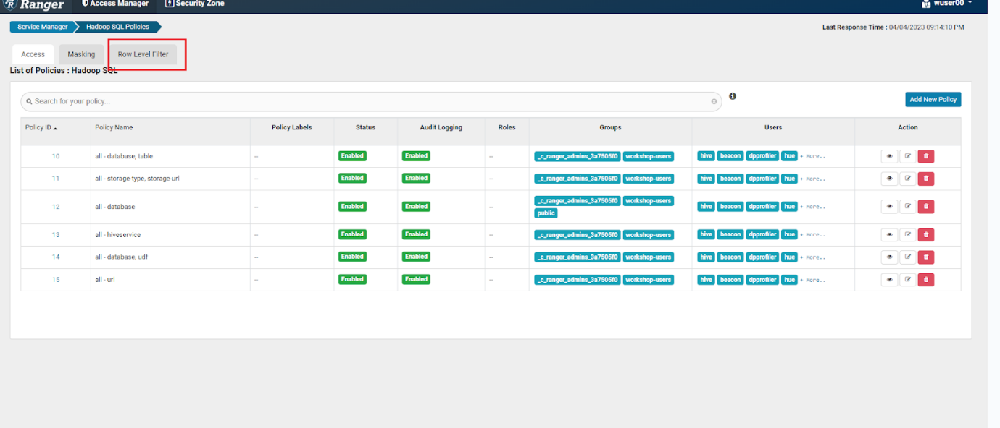 Ranger Access Manager Security Zone wuser00
Service Manager Hadoop SQL Policies Last Response Time : 04/04/2023 09:14:10 PM
Access Masking Row Level Filter
List of Policies : Hadoop SQL
Search for your policy... Add New Policy
Policy ID Policy Name Policy Labels Status Audit Logging Roles Groups Users Action
10 all - database, table -- Enabled Enabled -- _c_ranger_admins_3a7505f0 workshop-users hive beacon dpprofiler hue + More..
11 all - storage-type, storage-url -- Enabled Enabled -- _c_ranger_admins_3a7505f0 workshop-users hive beacon dpprofiler hue + More..
12 all - database -- Enabled Enabled -- _c_ranger_admins_3a7505f0 workshop-users hive beacon dpprofiler hue + More..
public
13 all - hiveservice -- Enabled Enabled -- _c_ranger_admins_3a7505f0 workshop-users hive beacon dpprofiler hue + More..
14 all - database, udf -- Enabled Enabled -- _c_ranger_admins_3a7505f0 workshop-users hive beacon dpprofiler hue + More..
15 all - url -- Enabled Enabled -- _c_ranger_admins_3a7505f0 workshop-users hive beacon dpprofiler hue + More..